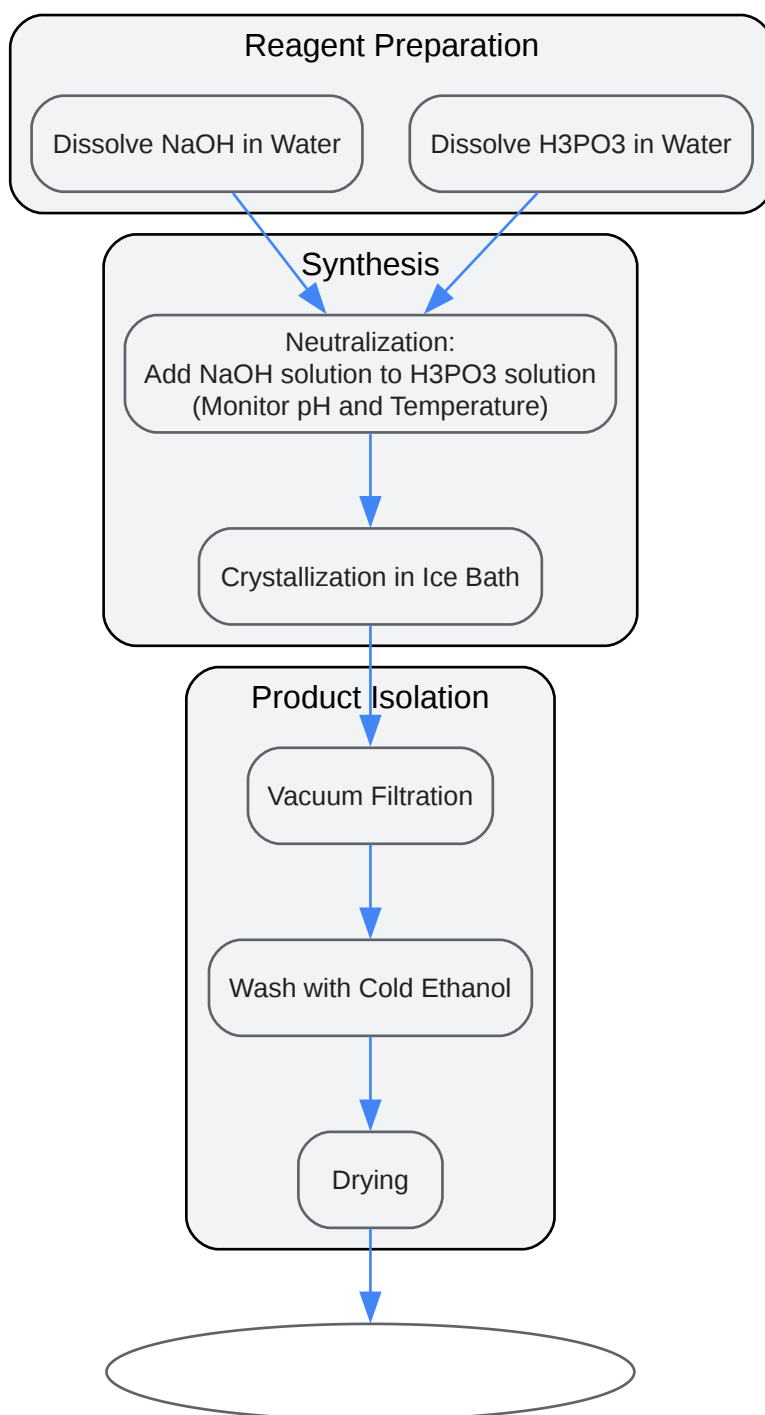 Reagent Preparation
Dissolve NaOH in Water
Dissolve H3PO3 in Water
Synthesis
Neutralization:
Add NaOH solution to H3PO3 solution
(Monitor pH and Temperature)
Crystallization in Ice Bath
Product Isolation
Vacuum Filtration
Wash with Cold Ethanol
Drying